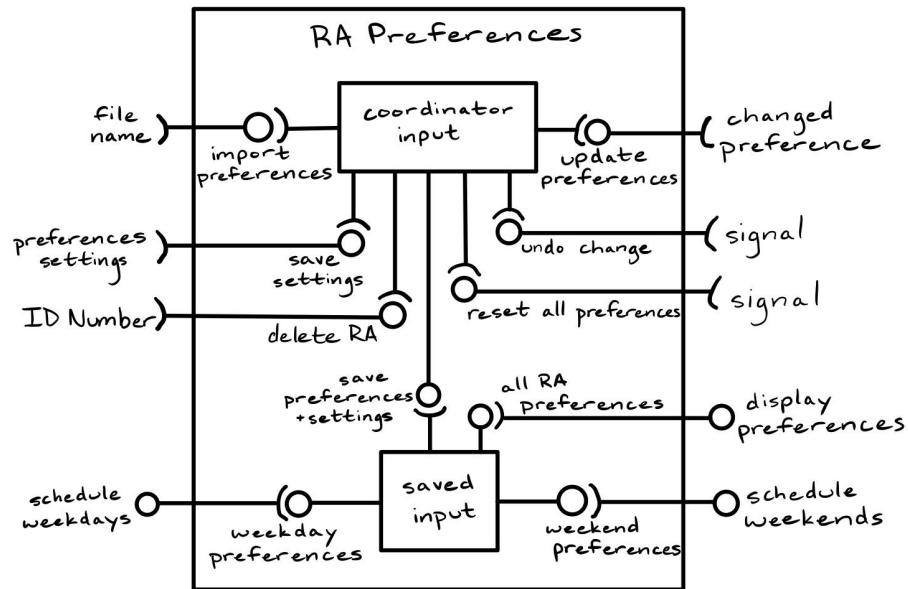 RA Preferences
file
name
import
preferences
coordinator
input
update
preferences
changed
preference
preferences
settings
save
settings
undo change
signal
ID Number
delete RA
reset all preferences
signal
save
preferences
+settings
all RA
preferences
display
preferences
schedule
weekdays
weekday
preferences
saved
input
weekend
preferences
schedule
weekends